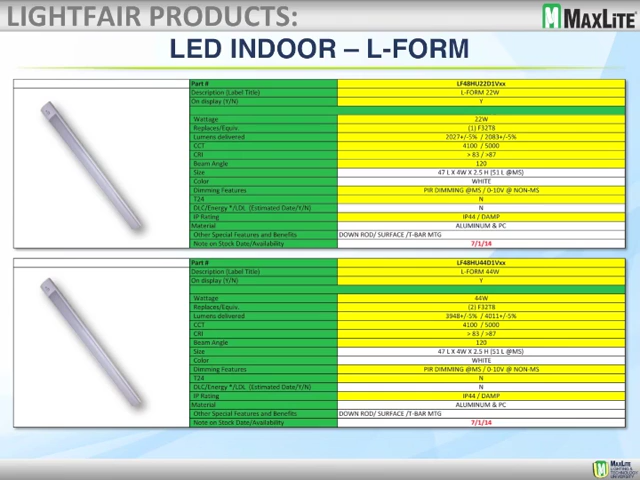 LIGHTFAIR PRODUCTS:
MAXLITE®
LED INDOOR – L-FORM
Part # LF48HU22D1Vxx
Description (Label Title) L-FORM 22W
On display (Y/N) Y
Wattage 22W
Replaces/Equiv. (1) F32T8
Lumens delivered 2027+/-5% / 2083+/-5%
CCT 4100 / 5000
CRI > 83 / >87
Beam Angle 120
Size 47 L X 4W X 2.5 H (51 L @MS)
Color WHITE
Dimming Features PIR DIMMING @MS / 0-10V @ NON-MS
T24 N
DLC/Energy */LDL (Estimated Date/Y/N) N
IP Rating IP44 / DAMP
Material ALUMINUM & PC
Other Special Features and Benefits DOWN ROD/ SURFACE /T-BAR MTG
Note on Stock Date/Availability 7/1/14
Part # LF48HU44D1Vxx
Description (Label Title) L-FORM 44W
On display (Y/N) Y
Wattage 44W
Replaces/Equiv. (2) F32T8
Lumens delivered 3948+/-5% / 4011+/-5%
CCT 4100 / 5000
CRI > 83 / >87
Beam Angle 120
Size 47 L X 4W X 2.5 H (51 L @MS)
Color WHITE
Dimming Features PIR DIMMING @MS / 0-10V @ NON-MS
T24 N
DLC/Energy */LDL (Estimated Date/Y/N) N
IP Rating IP44 / DAMP
Material ALUMINUM & PC
Other Special Features and Benefits DOWN ROD/ SURFACE /T-BAR MTG
Note on Stock Date/Availability 7/1/14
MAXLITE
LIGHTING &
TECHNOLOGY
UNIVERSITY